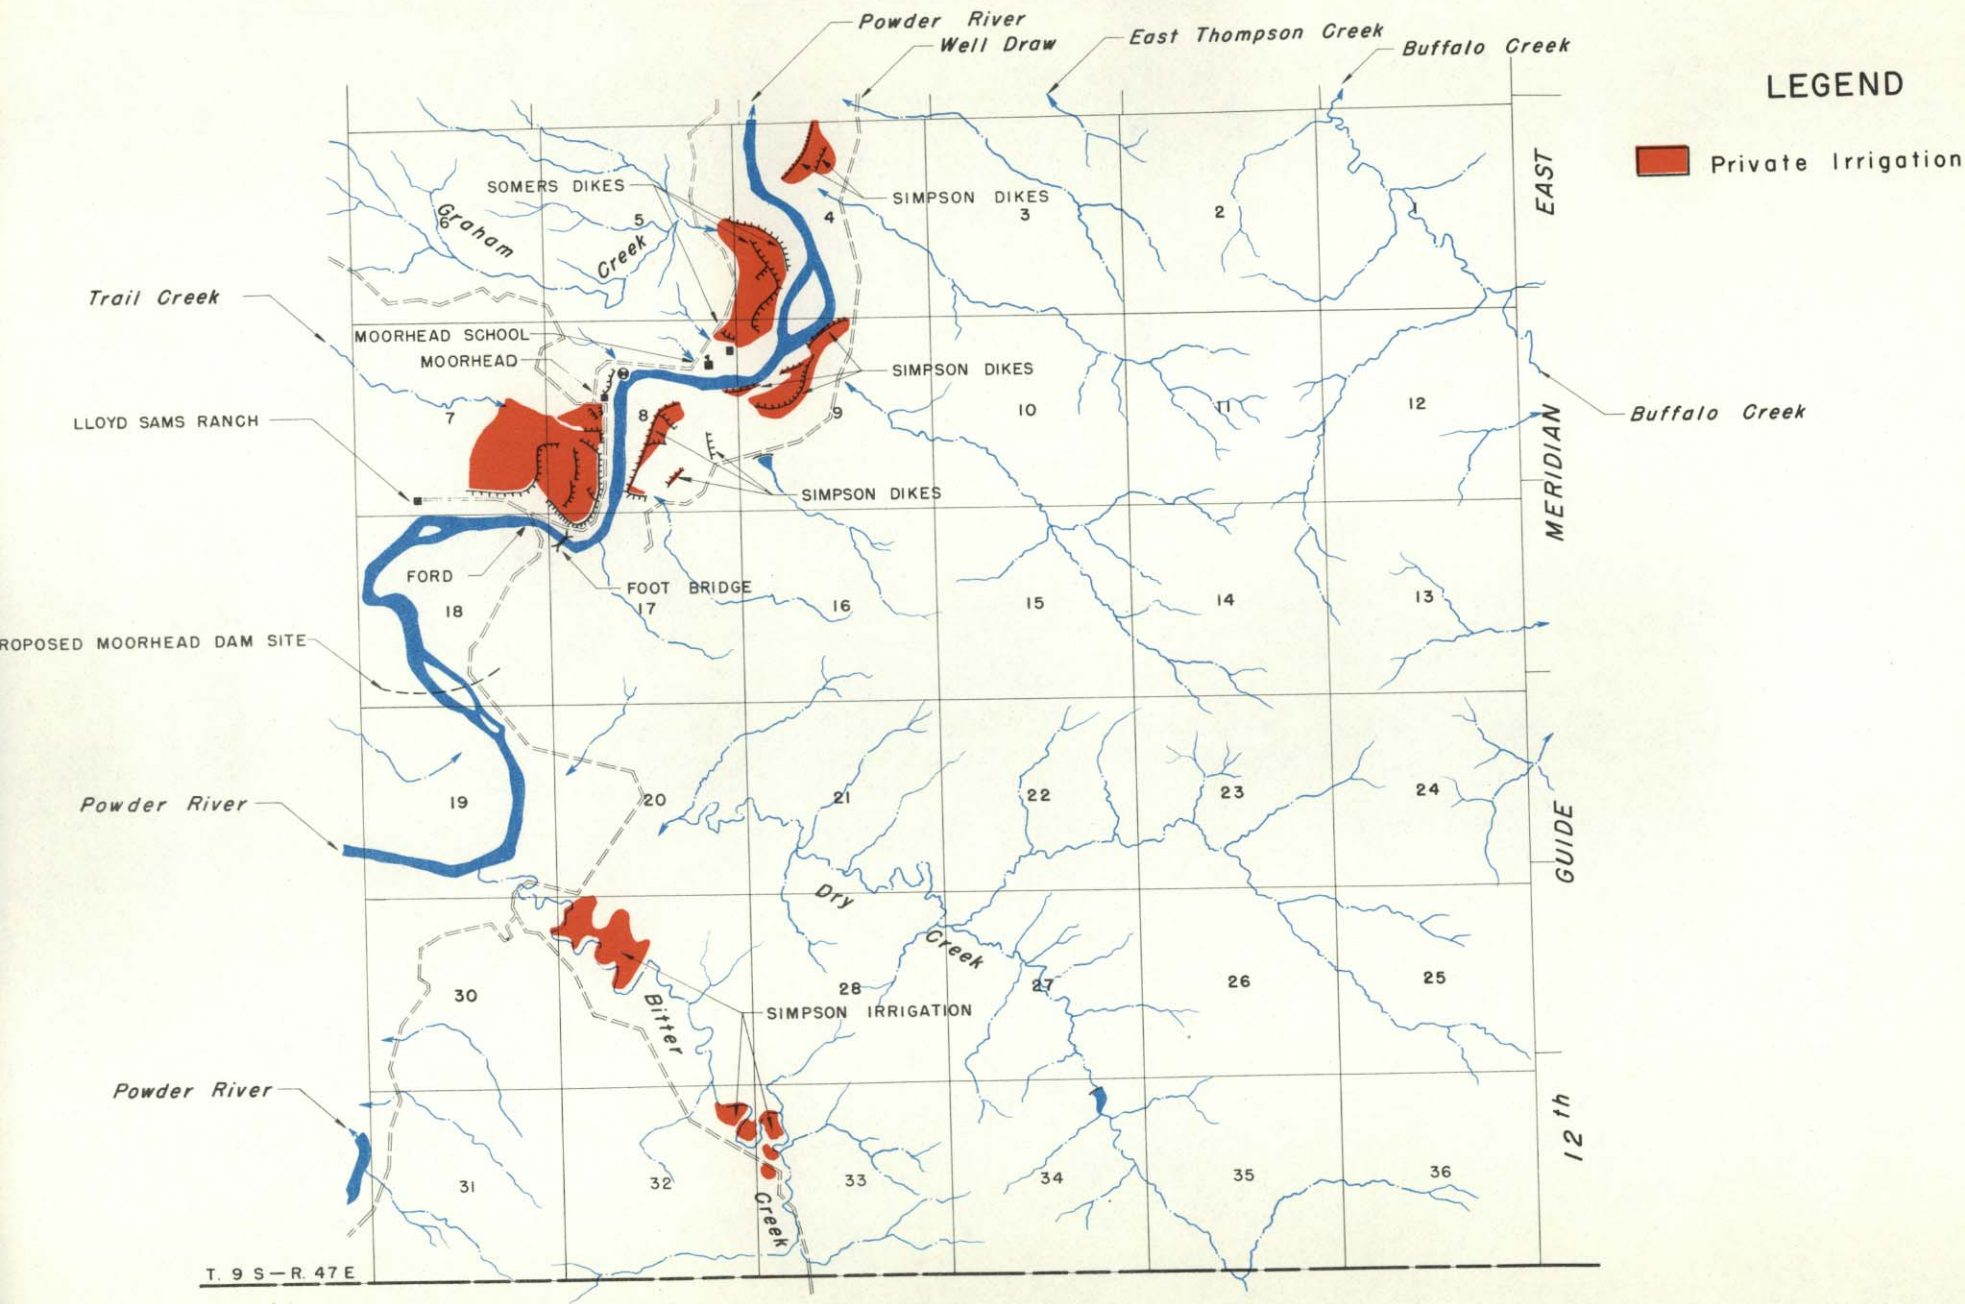 Powder River
Well Draw
East Thompson Creek
Buffalo Creek
LEGEND
Private Irrigation
EAST
SOMERS DIKES
SIMPSON DIKES
6
5
4
3
2
1
Graham
Creek
Trail Creek
MOORHEAD SCHOOL
MOORHEAD
SIMPSON DIKES
LLOYD SAMS RANCH
7
8
9
10
11
12
Buffalo Creek
MERIDIAN
SIMPSON DIKES
FORD
FOOT BRIDGE
18
17
16
15
14
13
ROPOSED MOORHEAD DAM SITE
Powder River
19
20
21
22
23
24
GUIDE
Dry
Creek
30
28
27
26
25
Bitter
SIMPSON IRRIGATION
Powder River
12 th
31
32
33
34
35
36
Creek
T. 9 S — R. 47 E